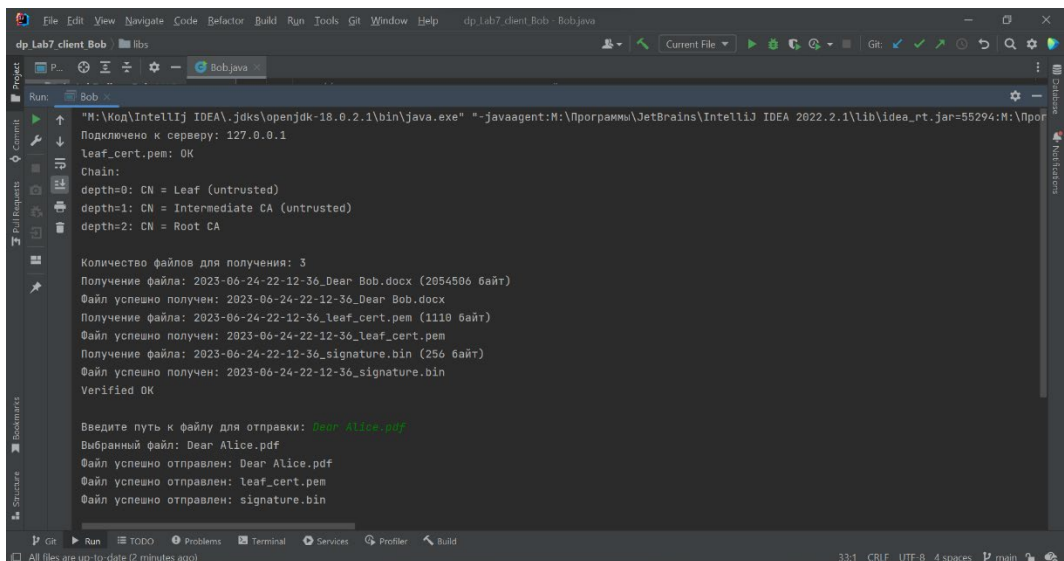 File Edit View Navigate Code Refactor Build Run Tools Git Window Help dp_Lab7_client_Bob - Bob.java
dp_Lab7_client_Bob libs Current File Git:
Project P... Bob.java
Run: Bob
"M:\Код\IntellIj IDEA\.jdks\openjdk-18.0.2.1\bin\java.exe" "-javaagent:M:\Программы\JetBrains\IntelliJ IDEA 2022.2.1\lib\idea_rt.jar=55294:M:\Прог
Подключено к серверу: 127.0.0.1
leaf_cert.pem: OK
Chain:
depth=0: CN = Leaf (untrusted)
depth=1: CN = Intermediate CA (untrusted)
depth=2: CN = Root CA
Количество файлов для получения: 3
Получение файла: 2023-06-24-22-12-36_Dear Bob.docx (2054506 байт)
Файл успешно получен: 2023-06-24-22-12-36_Dear Bob.docx
Получение файла: 2023-06-24-22-12-36_leaf_cert.pem (1110 байт)
Файл успешно получен: 2023-06-24-22-12-36_leaf_cert.pem
Получение файла: 2023-06-24-22-12-36_signature.bin (256 байт)
Файл успешно получен: 2023-06-24-22-12-36_signature.bin
Verified OK
Введите путь к файлу для отправки: Dear Alice.pdf
Выбранный файл: Dear Alice.pdf
Файл успешно отправлен: Dear Alice.pdf
Файл успешно отправлен: leaf_cert.pem
Файл успешно отправлен: signature.bin
Commit
Pull Requests
Bookmarks
Structure
Database
Notifications
Git Run TODO Problems Terminal Services Profiler Build
All files are up-to-date (2 minutes ago) 33:1 CRLF UTF-8 4 spaces main